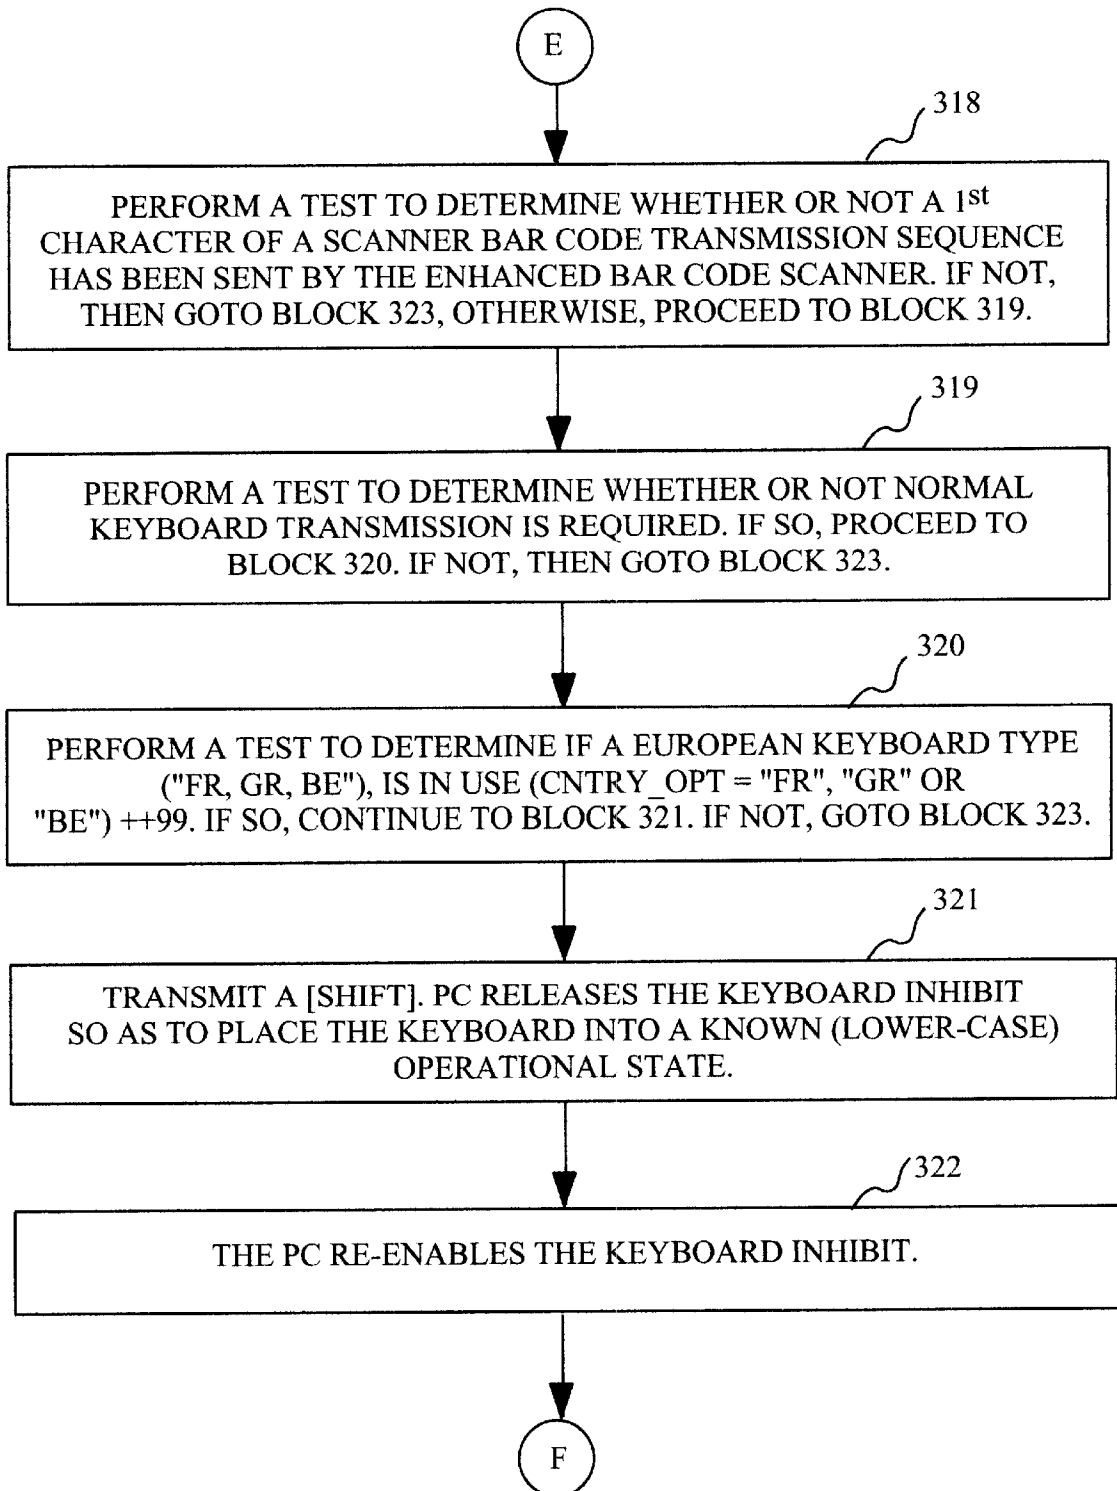 E
318
PERFORM A TEST TO DETERMINE WHETHER OR NOT A 1st
CHARACTER OF A SCANNER BAR CODE TRANSMISSION SEQUENCE
HAS BEEN SENT BY THE ENHANCED BAR CODE SCANNER. IF NOT,
THEN GOTO BLOCK 323, OTHERWISE, PROCEED TO BLOCK 319.
319
PERFORM A TEST TO DETERMINE WHETHER OR NOT NORMAL
KEYBOARD TRANSMISSION IS REQUIRED. IF SO, PROCEED TO
BLOCK 320. IF NOT, THEN GOTO BLOCK 323.
320
PERFORM A TEST TO DETERMINE IF A EUROPEAN KEYBOARD TYPE
("FR, GR, BE"), IS IN USE (CNTRY_OPT = "FR", "GR" OR
"BE") ++99. IF SO, CONTINUE TO BLOCK 321. IF NOT, GOTO BLOCK 323.
321
TRANSMIT A [SHIFT]. PC RELEASES THE KEYBOARD INHIBIT
SO AS TO PLACE THE KEYBOARD INTO A KNOWN (LOWER-CASE)
OPERATIONAL STATE.
322
THE PC RE-ENABLES THE KEYBOARD INHIBIT.
F